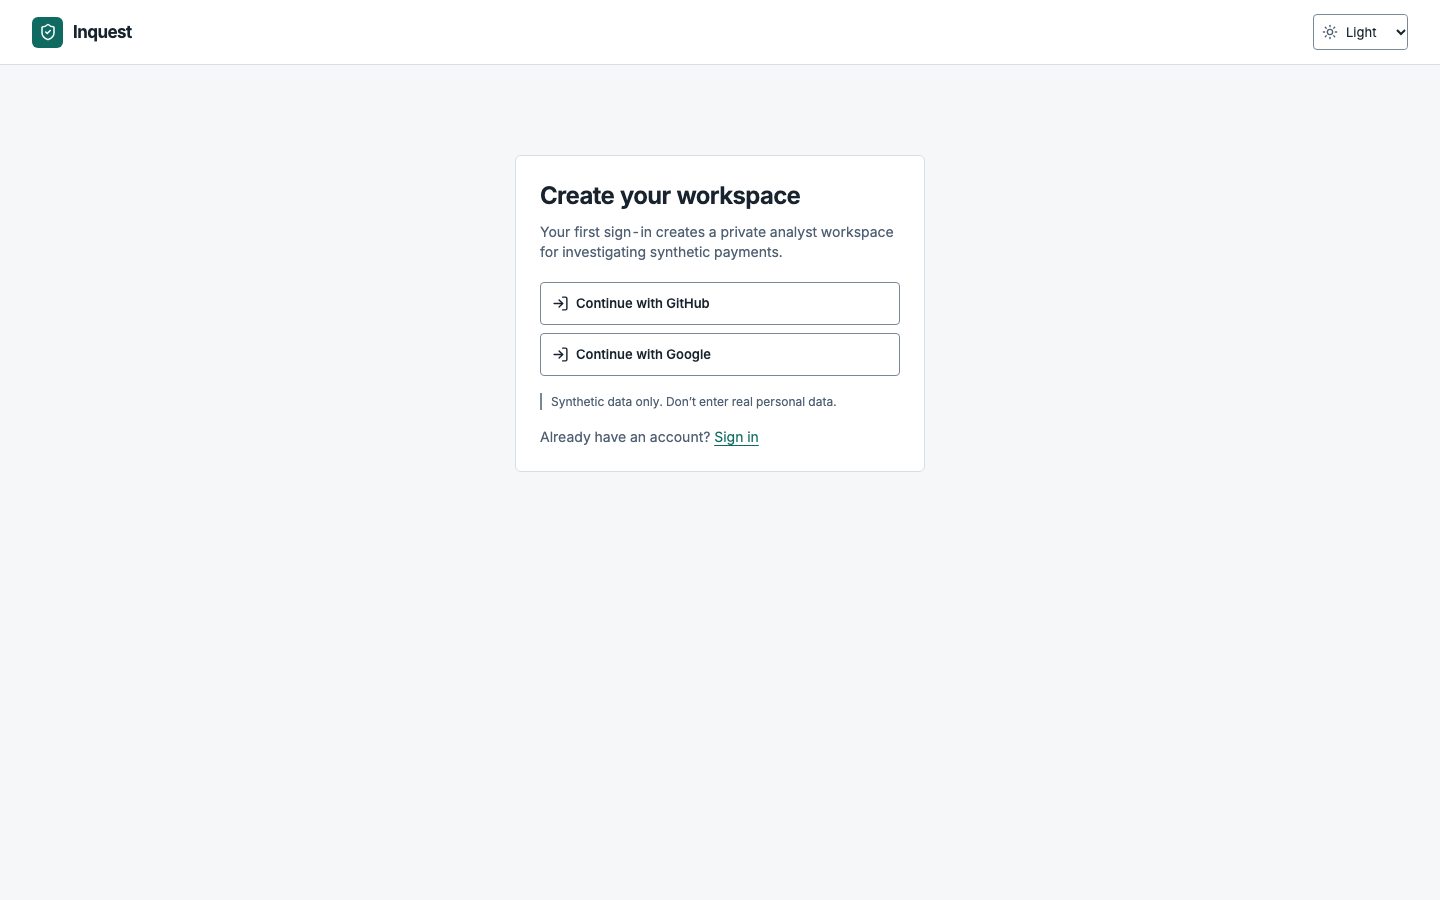 Inquest
Light
Create your workspace
Your first sign-in creates a private analyst workspace
for investigating synthetic payments.
Continue with GitHub
Continue with Google
Synthetic data only. Don’t enter real personal data.
Already have an account? Sign in